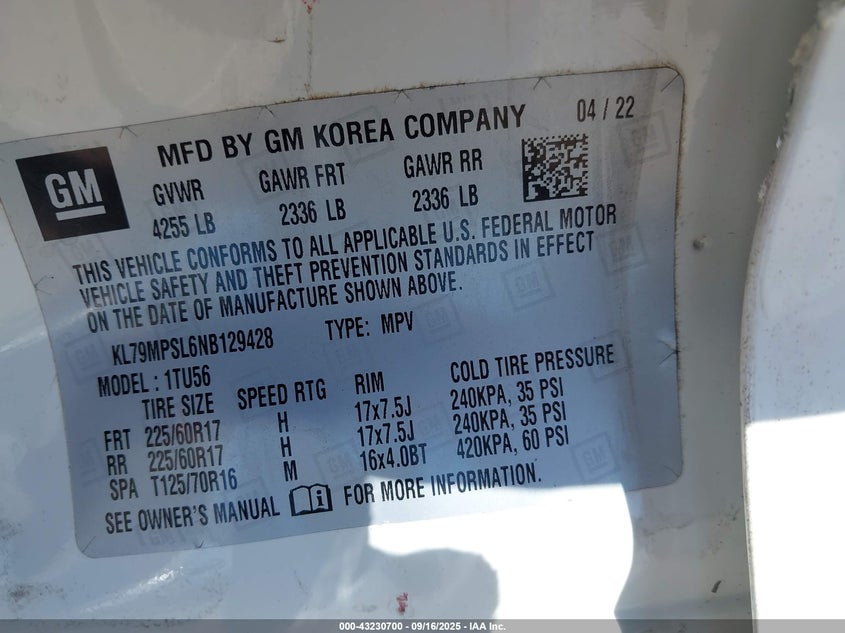 GM
MFD BY GM KOREA COMPANY 04 / 22
GVWR GAWR FRT GAWR RR
4255 LB 2336 LB 2336 LB
THIS VEHICLE CONFORMS TO ALL APPLICABLE U.S. FEDERAL MOTOR
VEHICLE SAFETY AND THEFT PREVENTION STANDARDS IN EFFECT
ON THE DATE OF MANUFACTURE SHOWN ABOVE.
KL79MPSL6NB129428 TYPE: MPV
MODEL : 1TU56
TIRE SIZE SPEED RTG RIM COLD TIRE PRESSURE
FRT 225/60R17 H 17x7.5J 240KPA, 35 PSI
RR 225/60R17 H 17x7.5J 240KPA, 35 PSI
SPA T125/70R16 M 16x4.0BT 420KPA, 60 PSI
SEE OWNER'S MANUAL FOR MORE INFORMATION.
000-43230700 - 09/16/2025 - IAA Inc.